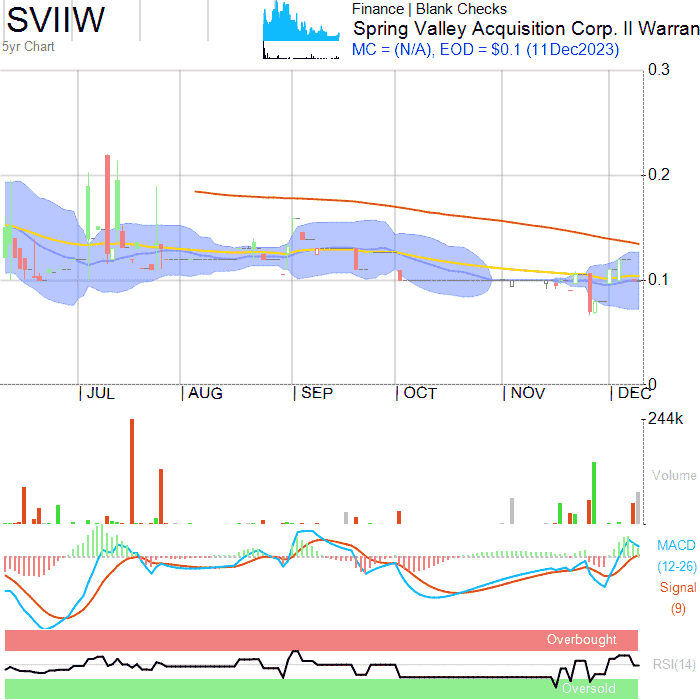 SVIIW
5yr Chart
Finance | Blank Checks
Spring Valley Acquisition Corp. II Warran
MC = (N/A), EOD = $0.1 (11Dec2023)
0.3
0.2
0.1
0
JUL
AUG
SEP
OCT
NOV
DEC
244k
Volume
MACD
(12-26)
Signal
(9)
Overbought
RSI(14)
Oversold